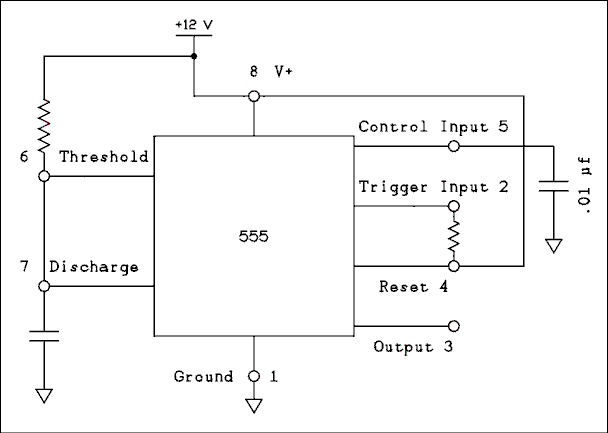 +12 V
8 V+
Control Input 5
6 Threshold
Trigger Input 2
.01 µf
555
7 Discharge
Reset 4
Output 3
Ground 1